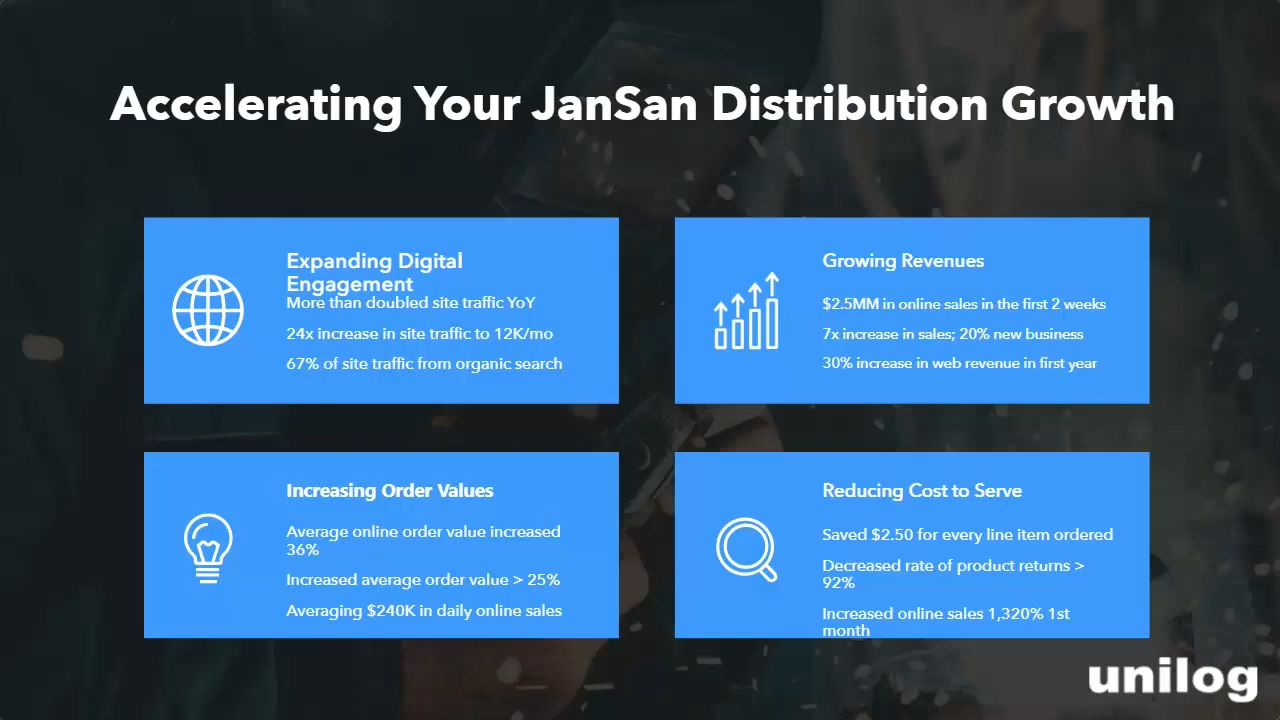 Accelerating Your JanSan Distribution Growth
Expanding Digital
Engagement
More than doubled site traffic YoY
24x increase in site traffic to 12K/mo
67% of site traffic from organic search
Growing Revenues
$2.5MM in online sales in the first 2 weeks
7x increase in sales; 20% new business
30% increase in web revenue in first year
Increasing Order Values
Average online order value increased
36%
Increased average order value > 25%
Averaging $240K in daily online sales
Reducing Cost to Serve
Saved $2.50 for every line item ordered
Decreased rate of product returns >
92%
Increased online sales 1,320% 1st
month
unilog